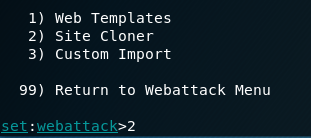 1) Web Templates
2) Site Cloner
3) Custom Import
99) Return to Webattack Menu
set:webattack>2